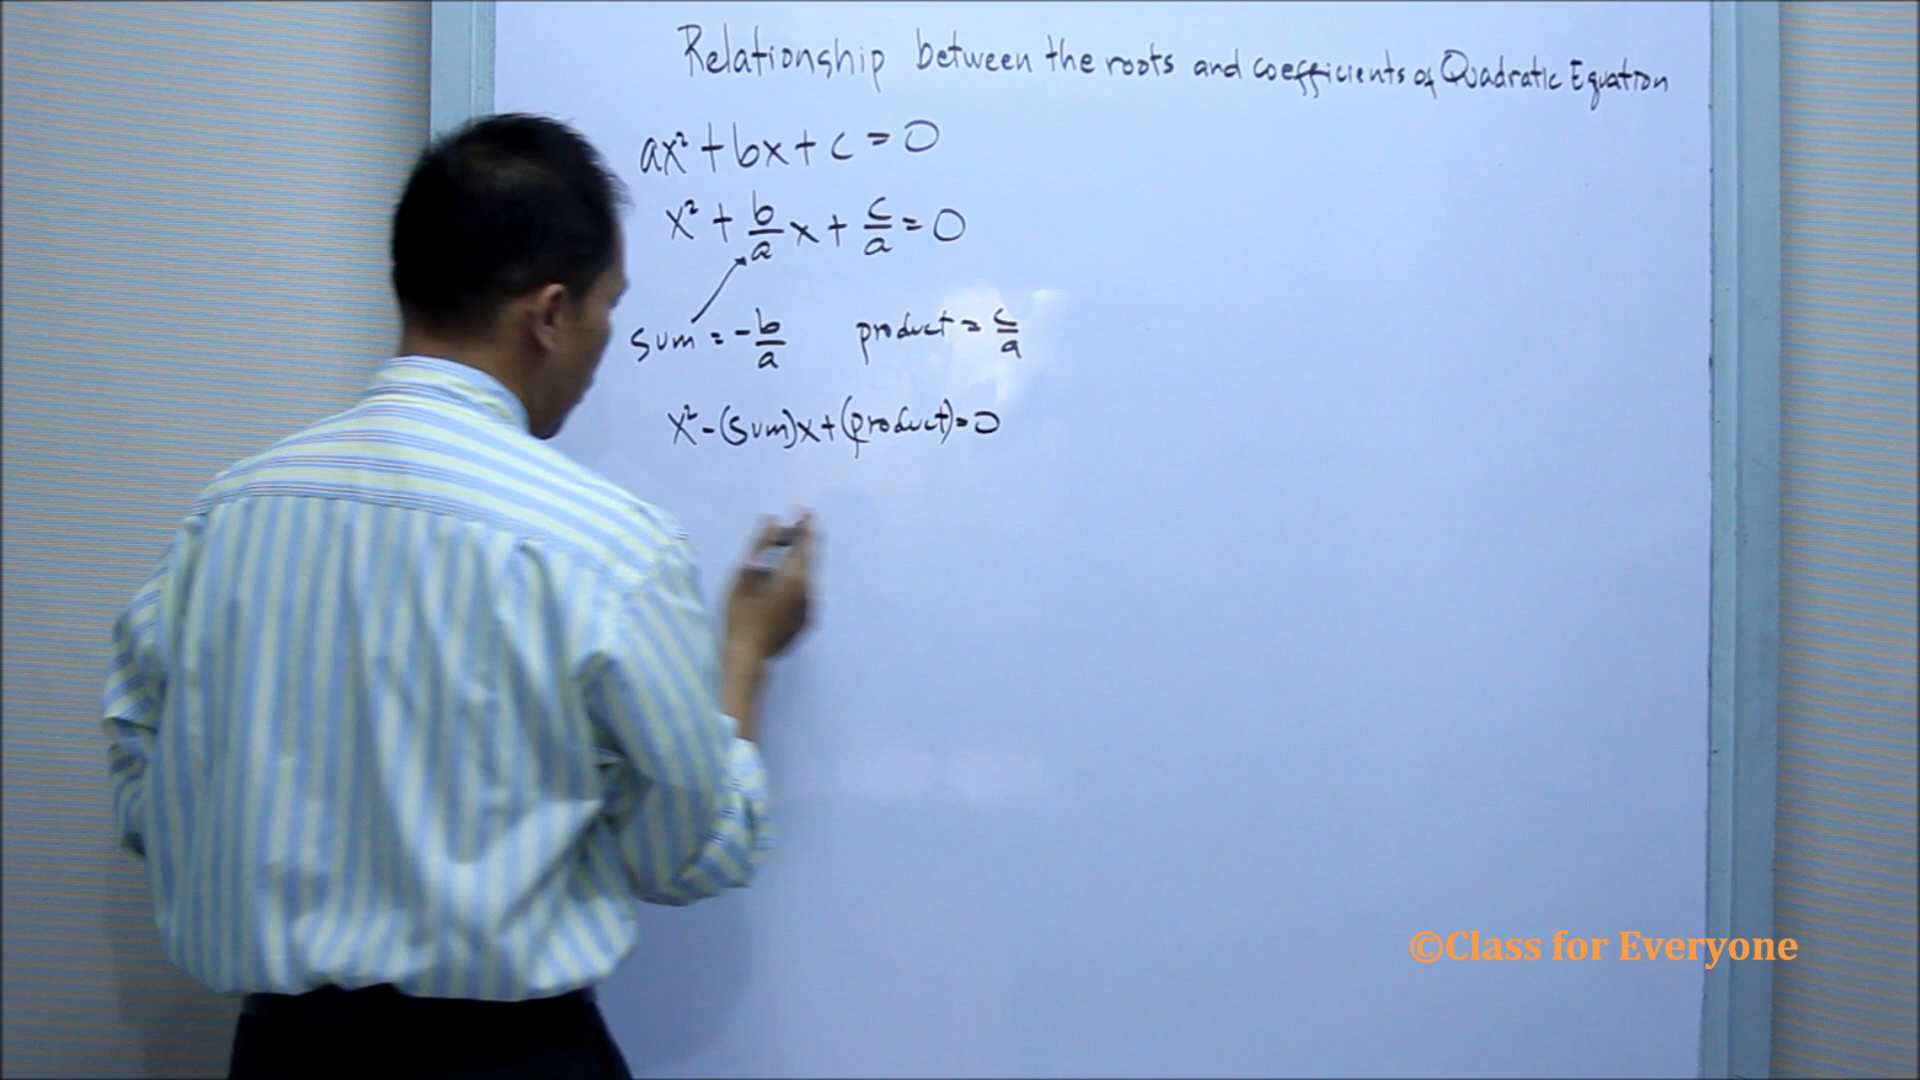 Relationship between the roots and coefficients of Quadratic Equation
ax² + bx + c = 0
x² + b/a x + c/a = 0
sum = -b/a product = c/a
x² - (sum)x + (product) = 0
©Class for Everyone